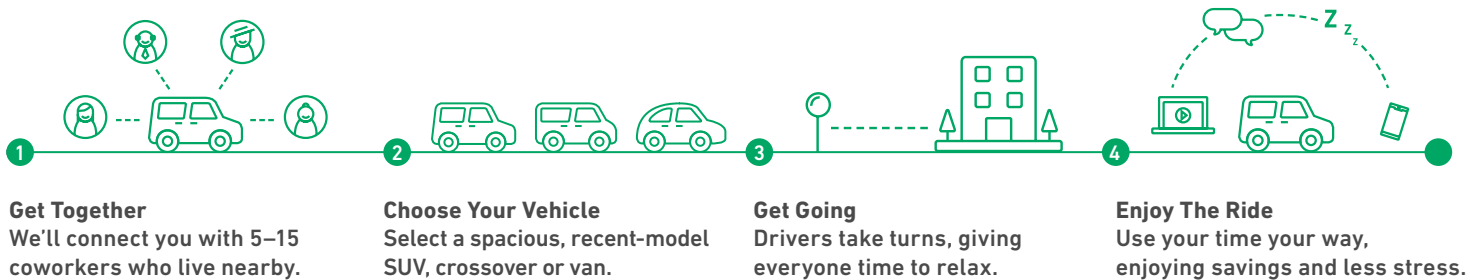 Z
Z
Z
1
2
3
4
Get Together
We'll connect you with 5–15
coworkers who live nearby.
Choose Your Vehicle
Select a spacious, recent-model
SUV, crossover or van.
Get Going
Drivers take turns, giving
everyone time to relax.
Enjoy The Ride
Use your time your way,
enjoying savings and less stress.